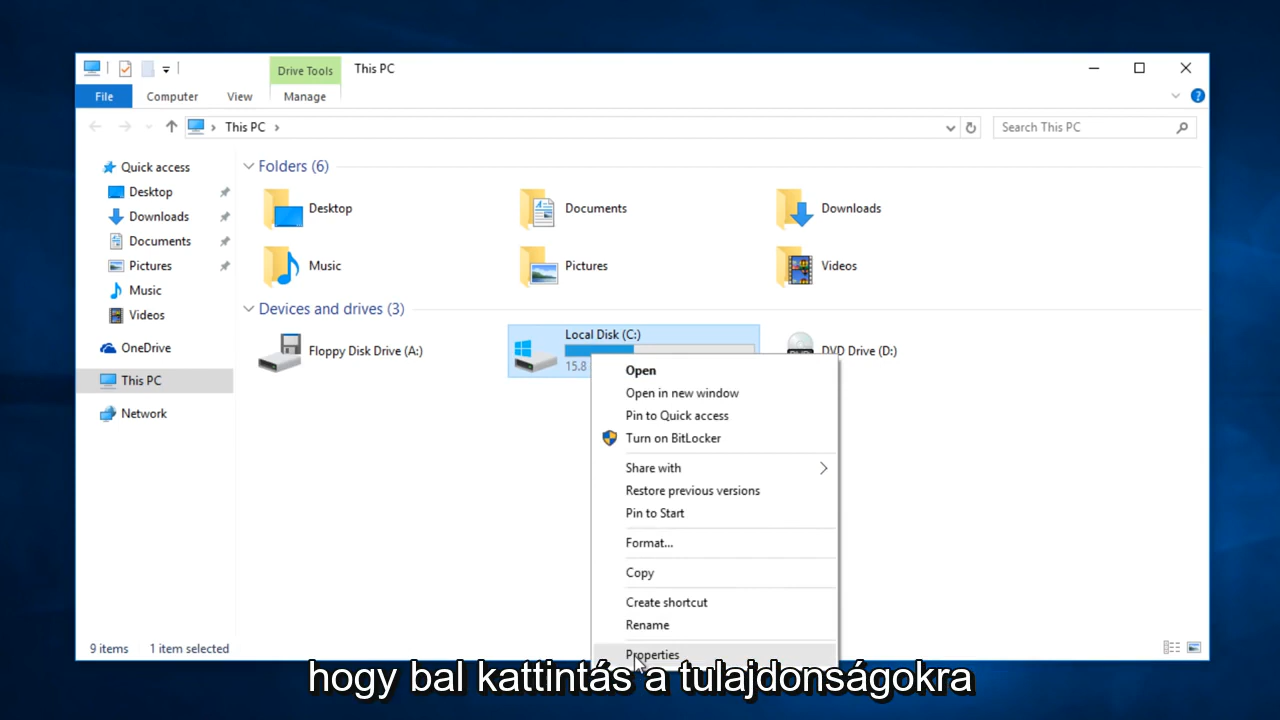 Drive Tools
This PC
File
Computer
View
Manage
This PC
Search This PC
Quick access
Desktop
Downloads
Documents
Pictures
Music
Videos
OneDrive
This PC
Network
Folders (6)
Desktop
Documents
Downloads
Music
Pictures
Videos
Devices and drives (3)
Floppy Disk Drive (A:)
Local Disk (C:)
15.8
DVD Drive (D:)
Open
Open in new window
Pin to Quick access
Turn on BitLocker
Share with
Restore previous versions
Pin to Start
Format...
Copy
Create shortcut
Rename
Properties
9 items
1 item selected
hogy bal kattintás a tulajdonságokra